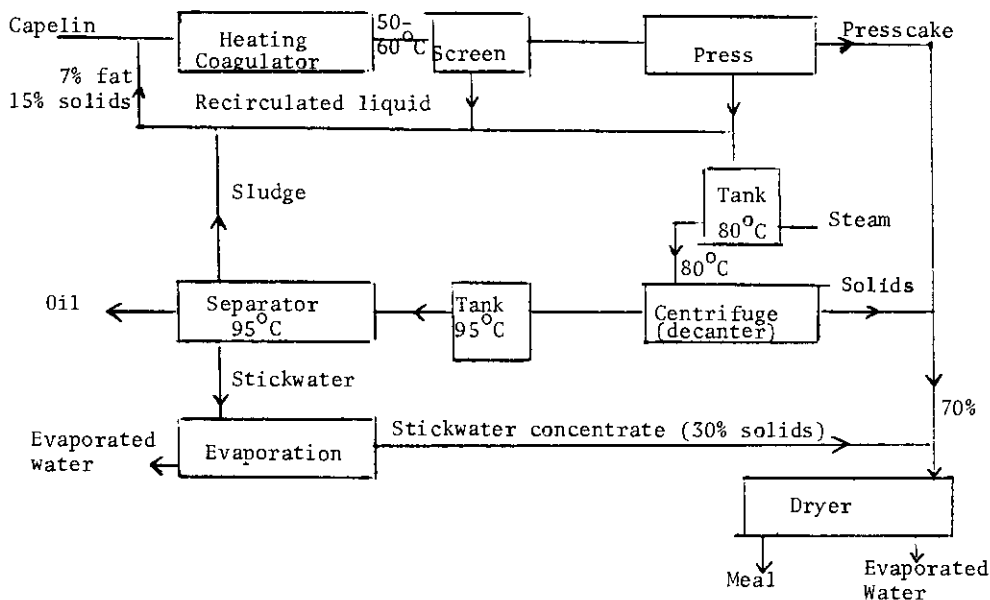 Capelin
Heating
Coagulator
50-
60°C
Screen
Press
Presscake
7% fat
15% solids
Recirculated liquid
Sludge
Tank
80°C
Steam
80°C
Oil
Separator
95°C
Tank
95°C
Centrifuge
(decanter)
Solids
Stickwater
70%
Evaporated
water
Evaporation
Stickwater concentrate (30% solids)
Dryer
Meal
Evaporated
Water